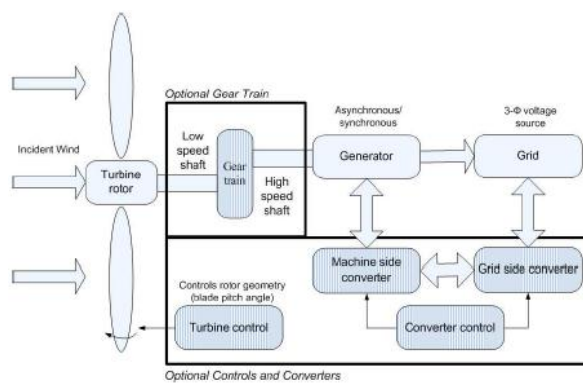 Optional Gear Train
Asynchronous/
synchronous
3-Φ voltage
source
Incident Wind
Low
speed
shaft
Gear
train
High
speed
shaft
Turbine
rotor
Generator
Grid
Machine side
converter
Grid side converter
Controls rotor geometry
(blade pitch angle)
Turbine control
Converter control
Optional Controls and Converters